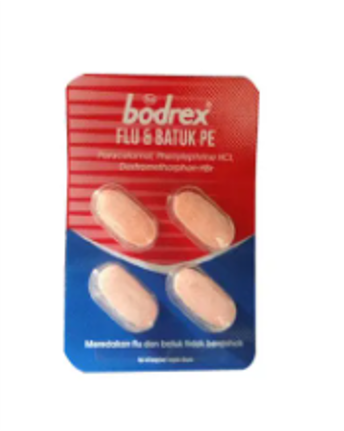 bodrex
FLU & BATUK PE
Paracetamol, Phenylephrine HCl,
Dextromethorphan HBr
Meredakan flu dan batuk tidak berdahak